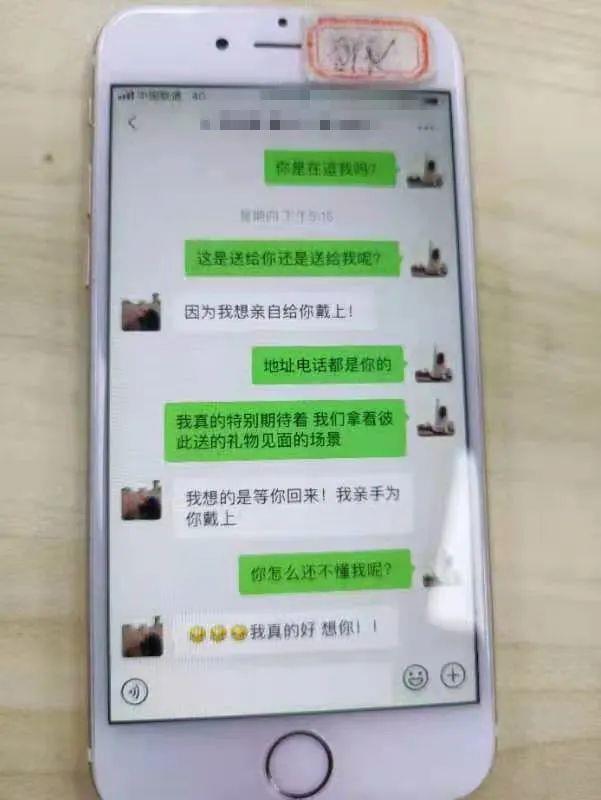 中国联通 4G
你是在逗我吗?
星期四 下午5:15
这是送给你还是送给我呢?
因为我想亲自给你戴上!
地址电话都是你的
我真的特别期待着 我们拿着彼
此送的礼物见面的场景
我想的是等你回来!我亲手为
你戴上
你怎么还不懂我呢?
😂😂😂我真的好 想你!!